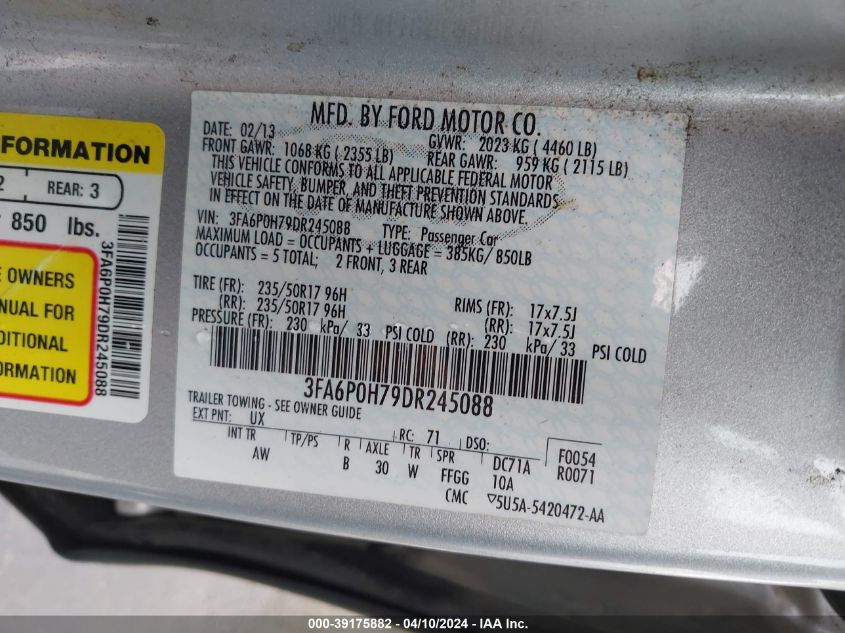 MFD. BY FORD MOTOR CO.
DATE: 02/13 GVWR: 2023 KG ( 4460 LB)
FRONT GAWR: 1068 KG ( 2355 LB) REAR GAWR: 959 KG ( 2115 LB)
THIS VEHICLE CONFORMS TO ALL APPLICABLE FEDERAL MOTOR
VEHICLE SAFETY, BUMPER, AND THEFT PREVENTION STANDARDS
IN EFFECT ON THE DATE OF MANUFACTURE SHOWN ABOVE.
VIN: 3FA6P0H79DR245088 TYPE: Passenger Car
MAXIMUM LOAD = OCCUPANTS + LUGGAGE = 385KG/ 850LB
OCCUPANTS = 5 TOTAL; 2 FRONT, 3 REAR
TIRE (FR): 235/50R17 96H RIMS (FR): 17x7.5J
(RR): 235/50R17 96H (RR): 17x7.5J
PRESSURE (FR): 230 kPa/ 33 PSI COLD (RR): 230 kPa/ 33 PSI COLD
3FA6P0H79DR245088
TRAILER TOWING - SEE OWNER GUIDE
EXT PNT: UX RC: 71 DSO: F0054
INT TR TP/PS R AXLE TR SPR DC71A R0071
AW B 30 W FFGG 10A
CMC ▽5U5A-5420472-AA
FORMATION
2 REAR: 3
850 lbs.
E OWNERS
NUAL FOR
DITIONAL
ORMATION
3FA6P0H79DR245088
000-39175882 - 04/10/2024 - IAA Inc.